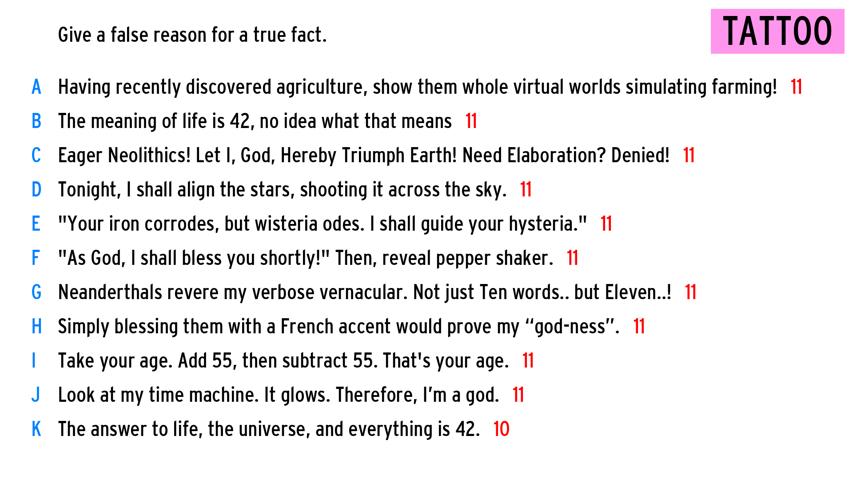 Give a false reason for a true fact.
TATTOO
A Having recently discovered agriculture, show them whole virtual worlds simulating farming! 11
B The meaning of life is 42, no idea what that means 11
C Eager Neolithics! Let I, God, Hereby Triumph Earth! Need Elaboration? Denied! 11
D Tonight, I shall align the stars, shooting it across the sky. 11
E "Your iron corrodes, but wisteria odes. I shall guide your hysteria." 11
F "As God, I shall bless you shortly!" Then, reveal pepper shaker. 11
G Neanderthals revere my verbose vernacular. Not just Ten words.. but Eleven..! 11
H Simply blessing them with a French accent would prove my “god-ness”. 11
I Take your age. Add 55, then subtract 55. That's your age. 11
J Look at my time machine. It glows. Therefore, I’m a god. 11
K The answer to life, the universe, and everything is 42. 10